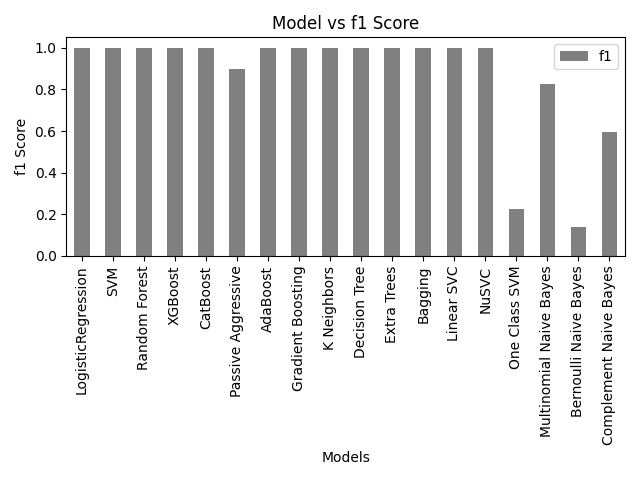 Model vs f1 Score
f1
f1 Score
1.0
0.8
0.6
0.4
0.2
0.0
LogisticRegression
SVM
Random Forest
XGBoost
CatBoost
Passive Aggressive
AdaBoost
Gradient Boosting
K Neighbors
Decision Tree
Extra Trees
Bagging
Linear SVC
NuSVC
One Class SVM
Multinomial Naive Bayes
Bernoulli Naive Bayes
Complement Naive Bayes
Models